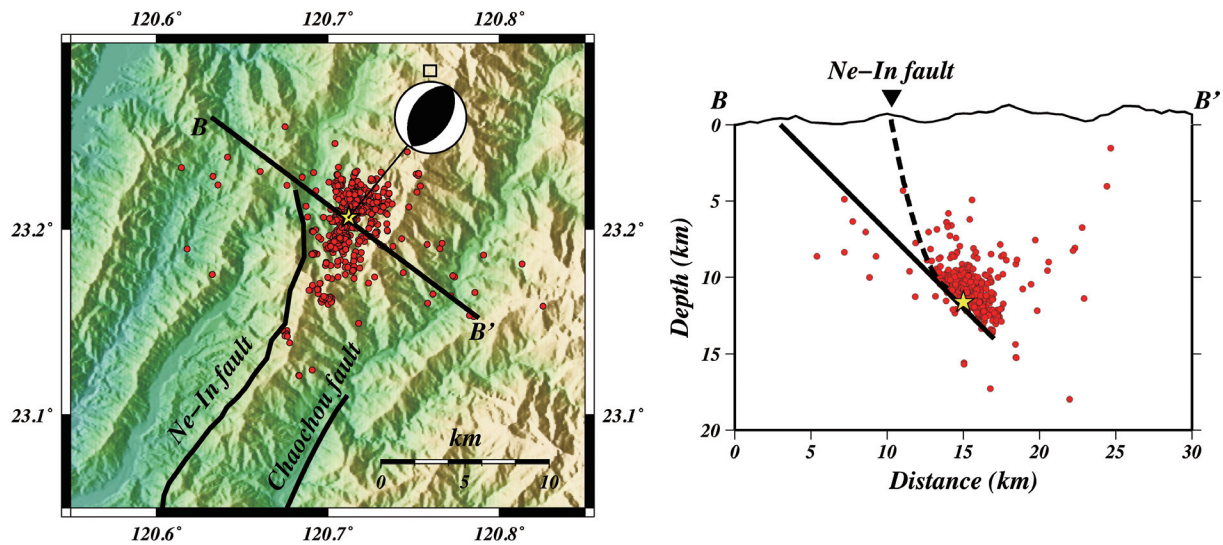 120.6° 120.7° 120.8°
B
B'
23.2° 23.2°
23.1° 23.1°
Ne-In fault
Chaochou fault
km
0 5 10
120.6° 120.7° 120.8°
Ne-In fault
B B'
0
5
10
15
20
Depth (km)
0 5 10 15 20 25 30
Distance (km)